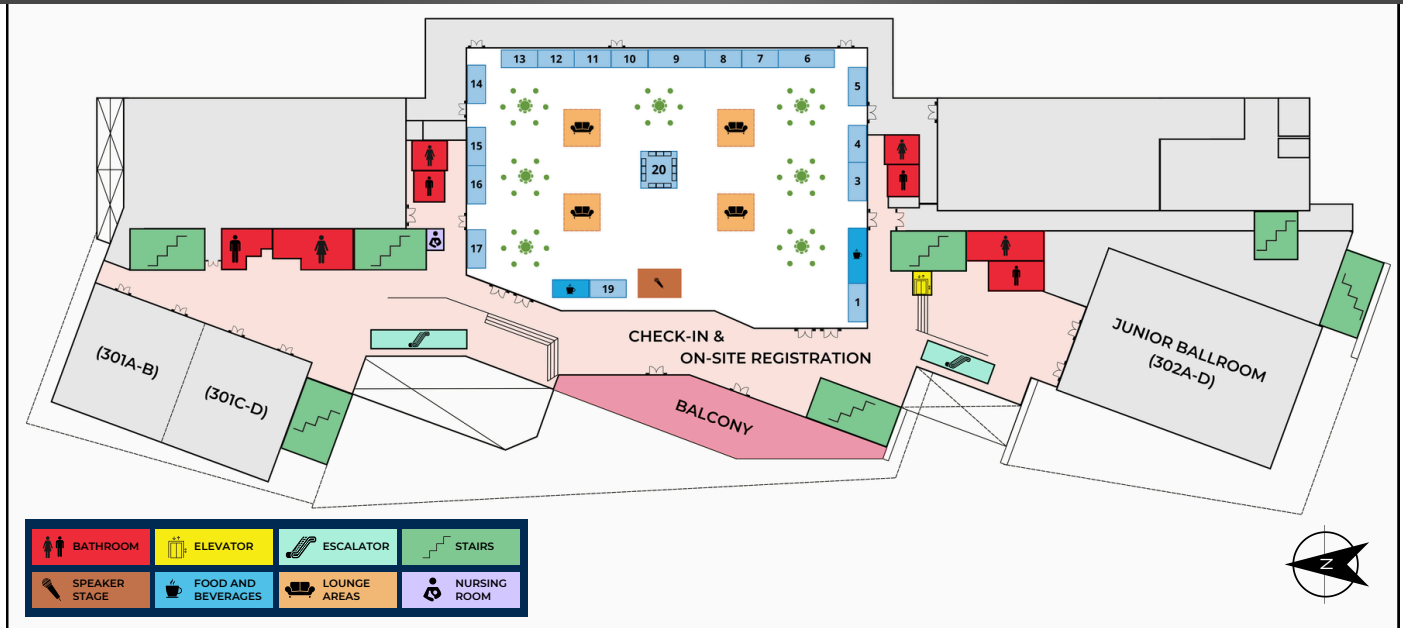 13 12 11 10 9 8 7 6
14
5
15
4
16
3
20
17
19
1
CHECK-IN &
ON-SITE REGISTRATION
BALCONY
(301A-B)
(301C-D)
JUNIOR BALLROOM
(302A-D)
BATHROOM
ELEVATOR
ESCALATOR
STAIRS
SPEAKER
STAGE
FOOD AND
BEVERAGES
LOUNGE
AREAS
NURSING
ROOM
N